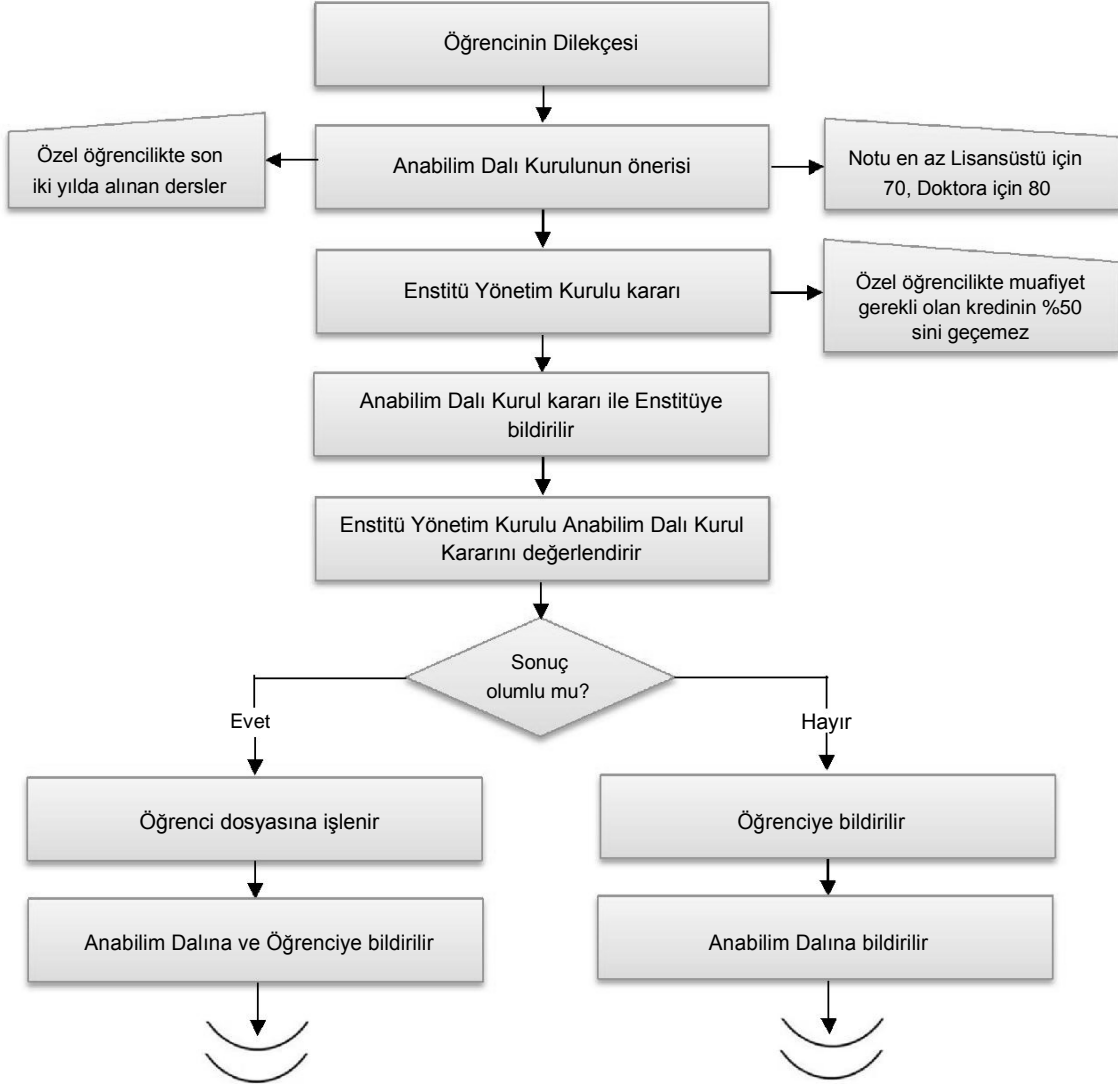 Öğrencinin Dilekçesi
Özel öğrencilikte son
iki yılda alınan dersler
Anabilim Dalı Kurulunun önerisi
Notu en az Lisansüstü için
70, Doktora için 80
Enstitü Yönetim Kurulu kararı
Özel öğrencilikte muafiyet
gerekli olan kredinin %50
sini geçemez
Anabilim Dalı Kurul kararı ile Enstitüye
bildirilir
Enstitü Yönetim Kurulu Anabilim Dalı Kurul
Kararını değerlendirir
Sonuç
olumlu mu?
Evet
Hayır
Öğrenci dosyasına işlenir
Öğrenciye bildirilir
Anabilim Dalına ve Öğrenciye bildirilir
Anabilim Dalına bildirilir